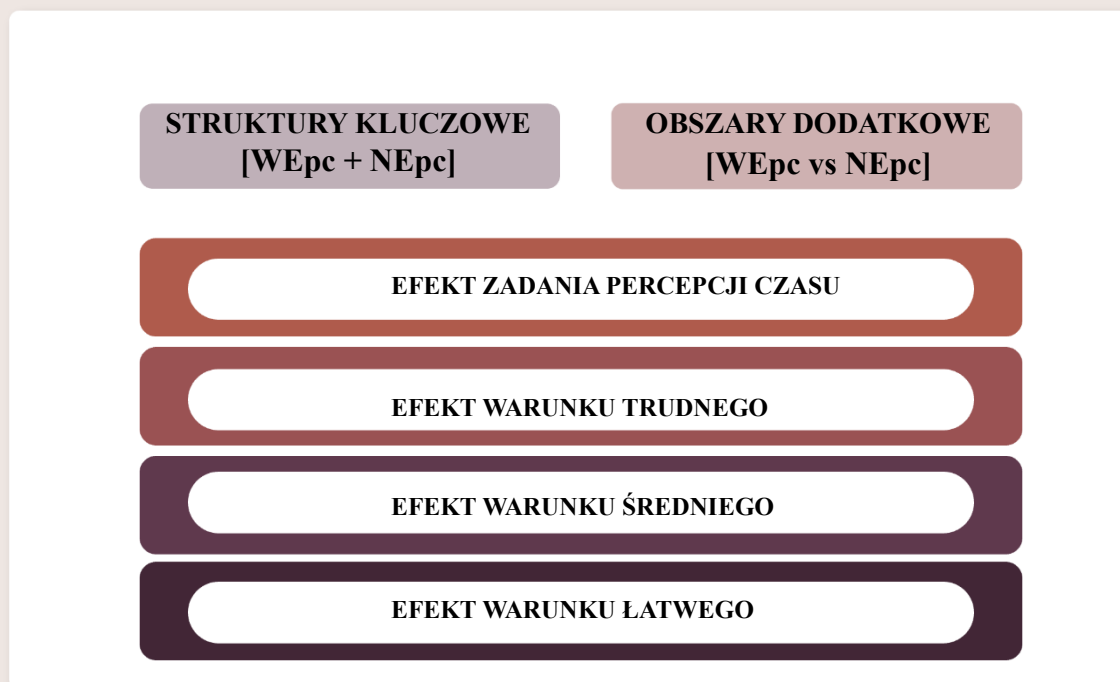 STRUKTURY KLUCZOWE
[WEpc + NEpc]
OBSZARY DODATKOWE
[WEpc vs NEpc]
EFEKT ZADANIA PERCEPCJI CZASU
EFEKT WARUNKU TRUDNEGO
EFEKT WARUNKU ŚREDNIEGO
EFEKT WARUNKU ŁATWEGO